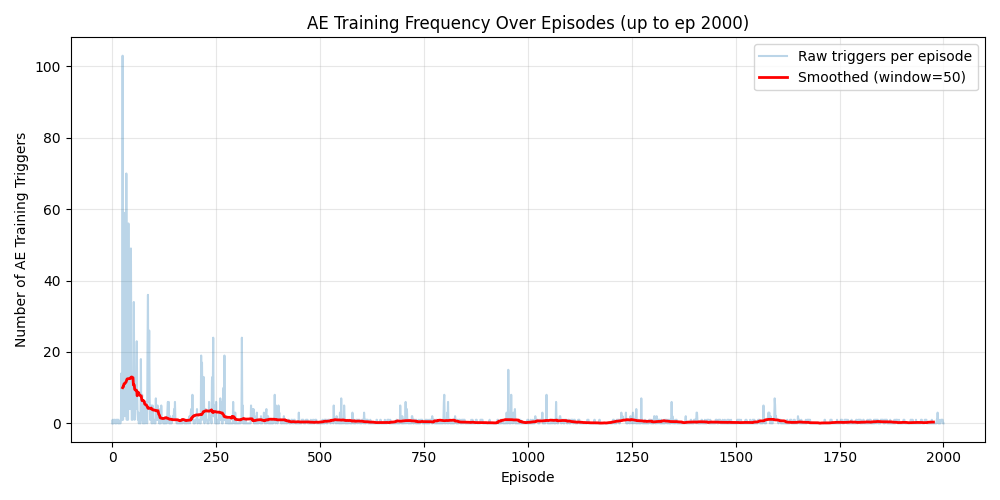 AE Training Frequency Over Episodes (up to ep 2000)
Raw triggers per episode
Smoothed (window=50)
Number of AE Training Triggers
100
80
60
40
20
0
0 250 500 750 1000 1250 1500 1750 2000
Episode